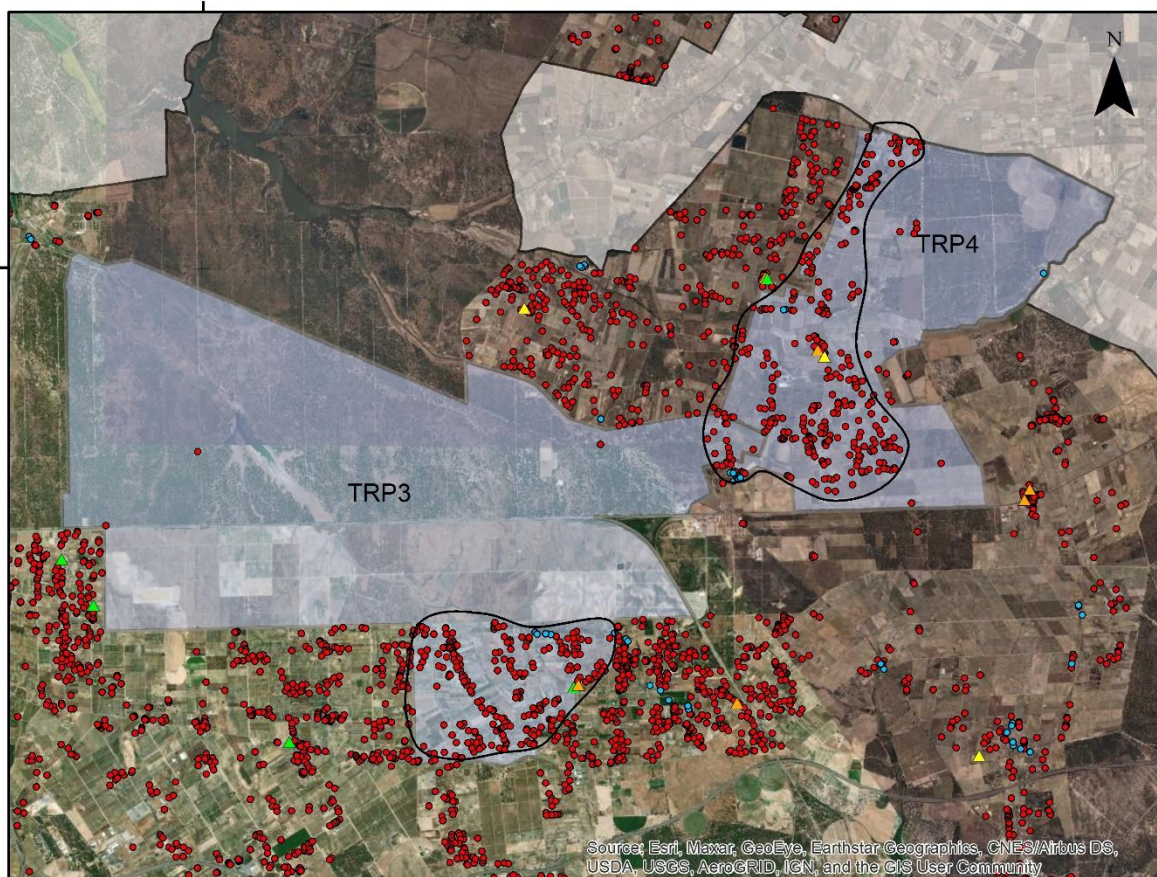 N
TRP4
TRP3
Source: Esri, Maxar, GeoEye, Earthstar Geographics, CNES/Airbus DS,
USDA, USGS, AeroGRID, IGN, and the GIS User Community